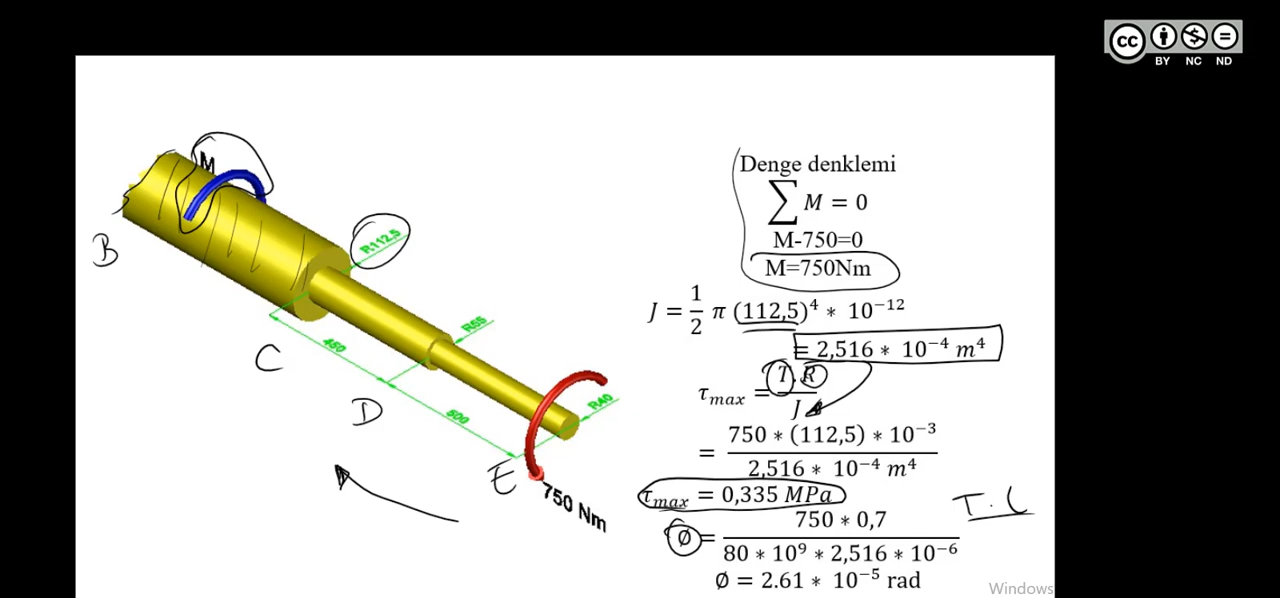 cc
BY NC ND
M
B
R112,5
C
450
R55
D
600
R40
E
750 Nm
Denge denklemi
∑ M = 0
M-750=0
M=750Nm
J = 1/2 π (112,5)⁴ * 10⁻¹²
= 2,516 * 10⁻⁴ m⁴
τmax = T.R / J
= 750 * (112,5) * 10⁻³ / 2,516 * 10⁻⁴ m⁴
τmax = 0,335 MPa
T.L
Ø = 750 * 0,7 / 80 * 10⁹ * 2,516 * 10⁻⁶
Ø = 2.61 * 10⁻⁵ rad
Windows